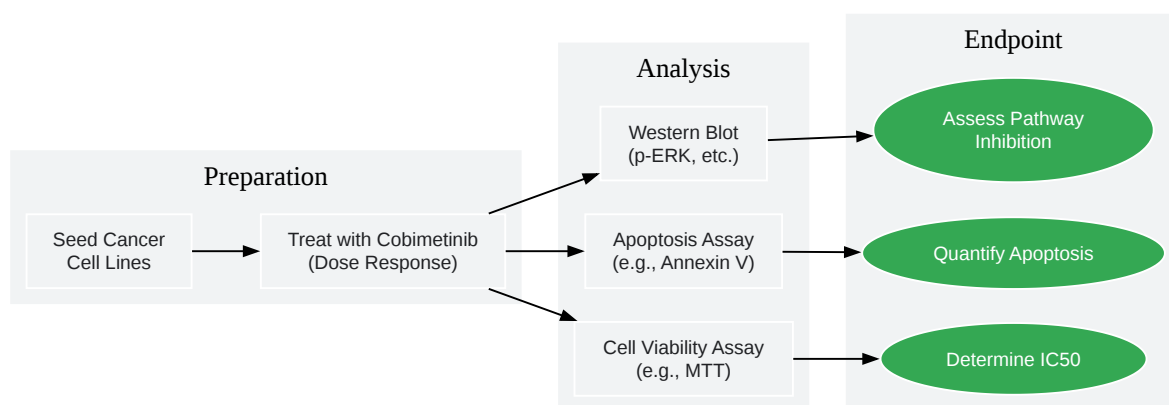 Preparation
Seed Cancer
Cell Lines
Treat with Cobimetinib
(Dose Response)
Analysis
Western Blot
(p-ERK, etc.)
Apoptosis Assay
(e.g., Annexin V)
Cell Viability Assay
(e.g., MTT)
Endpoint
Assess Pathway
Inhibition
Quantify Apoptosis
Determine IC50